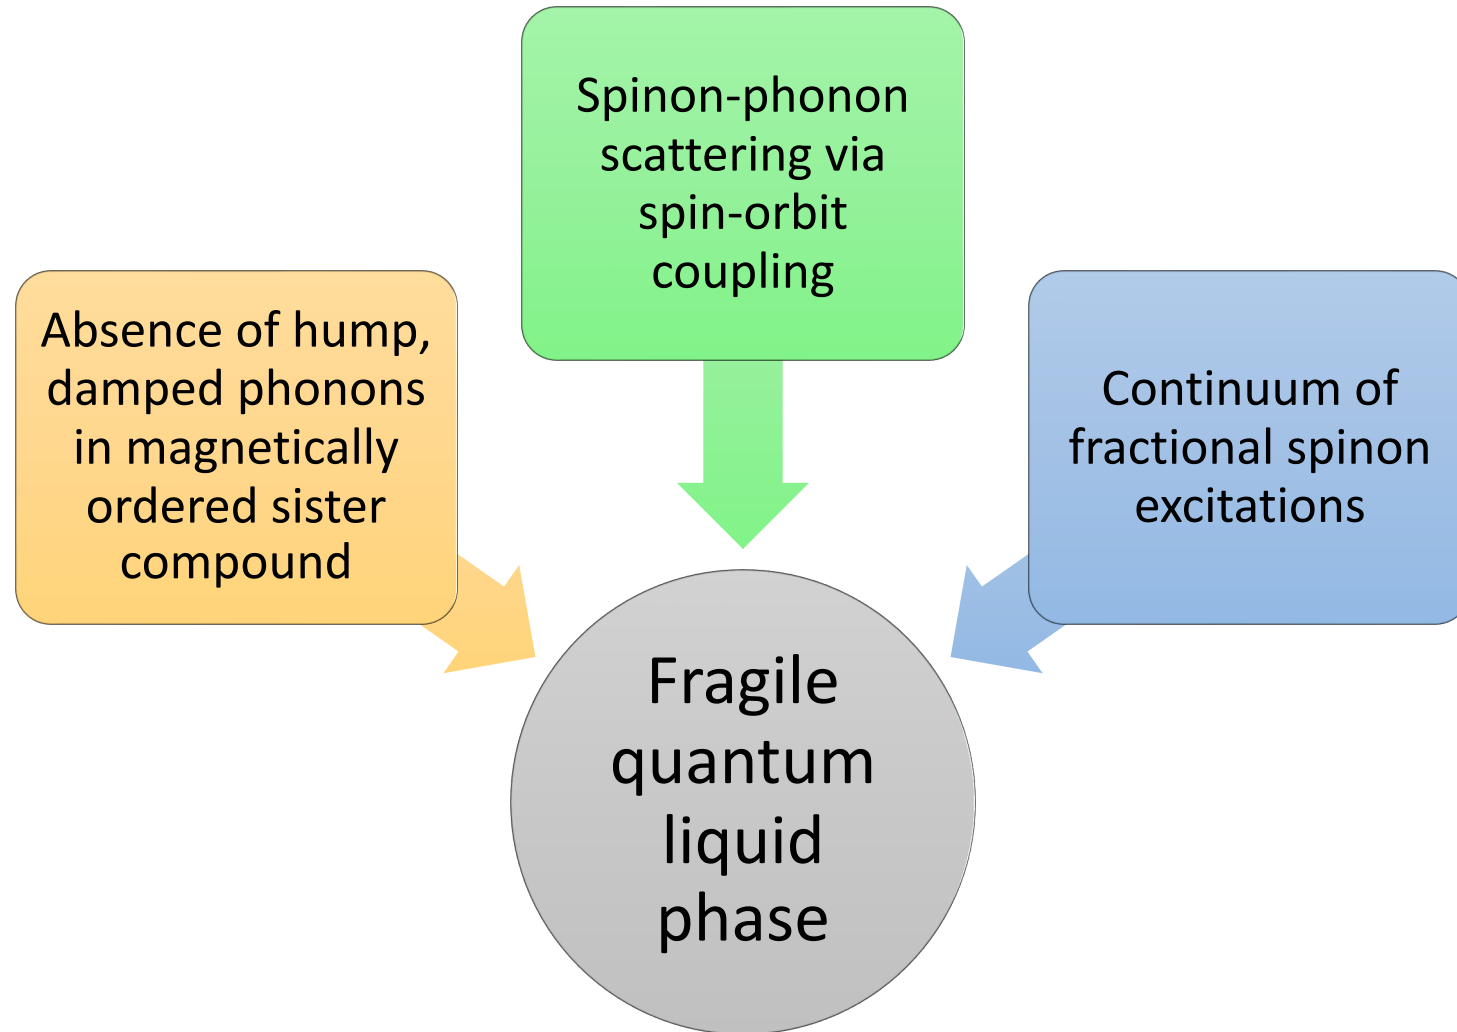 Spinon-phonon
scattering via
spin-orbit
coupling
Absence of hump,
damped phonons
in magnetically
ordered sister
compound
Continuum of
fractional spinon
excitations
Fragile
quantum
liquid
phase